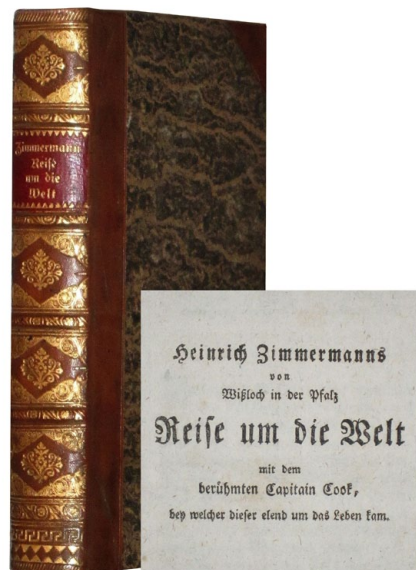 Zimmermann
Reise
um die
Welt
Heinrich Zimmermanns
von
Wißloch in der Pfalz
Reise um die Welt
mit dem
berühmten Capitain Cook,
bey welcher dieser elend um das Leben kam.